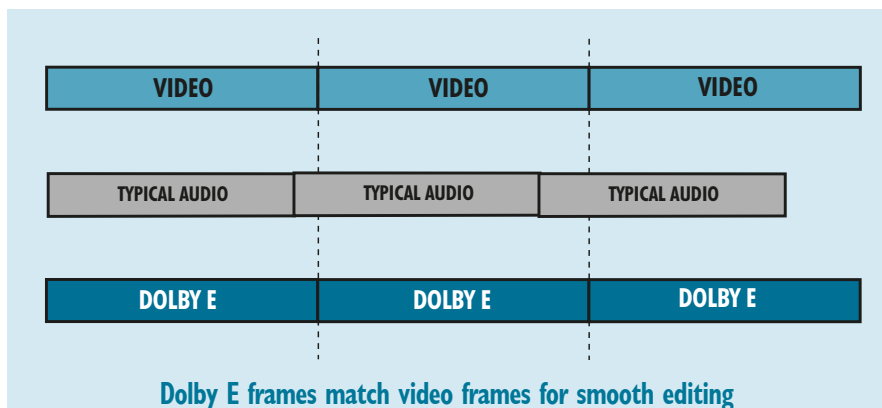 VIDEO VIDEO VIDEO
TYPICAL AUDIO TYPICAL AUDIO TYPICAL AUDIO
DOLBY E DOLBY E DOLBY E
Dolby E frames match video frames for smooth editing